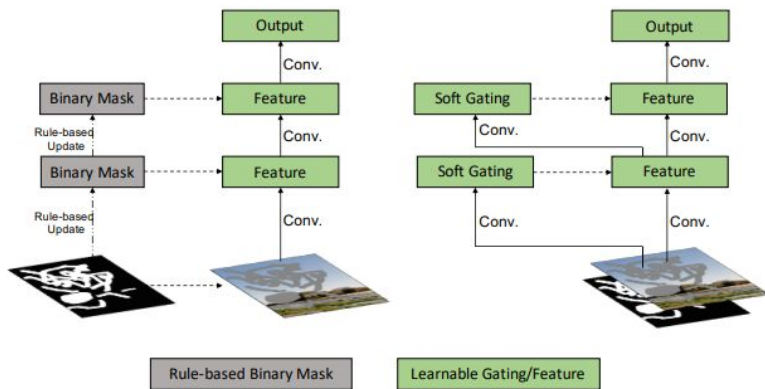 Output
Conv.
Binary Mask
Feature
Rule-based
Update
Conv.
Binary Mask
Feature
Rule-based
Update
Conv.
Output
Conv.
Soft Gating
Feature
Conv.
Conv.
Soft Gating
Feature
Conv.
Conv.
Rule-based Binary Mask
Learnable Gating/Feature